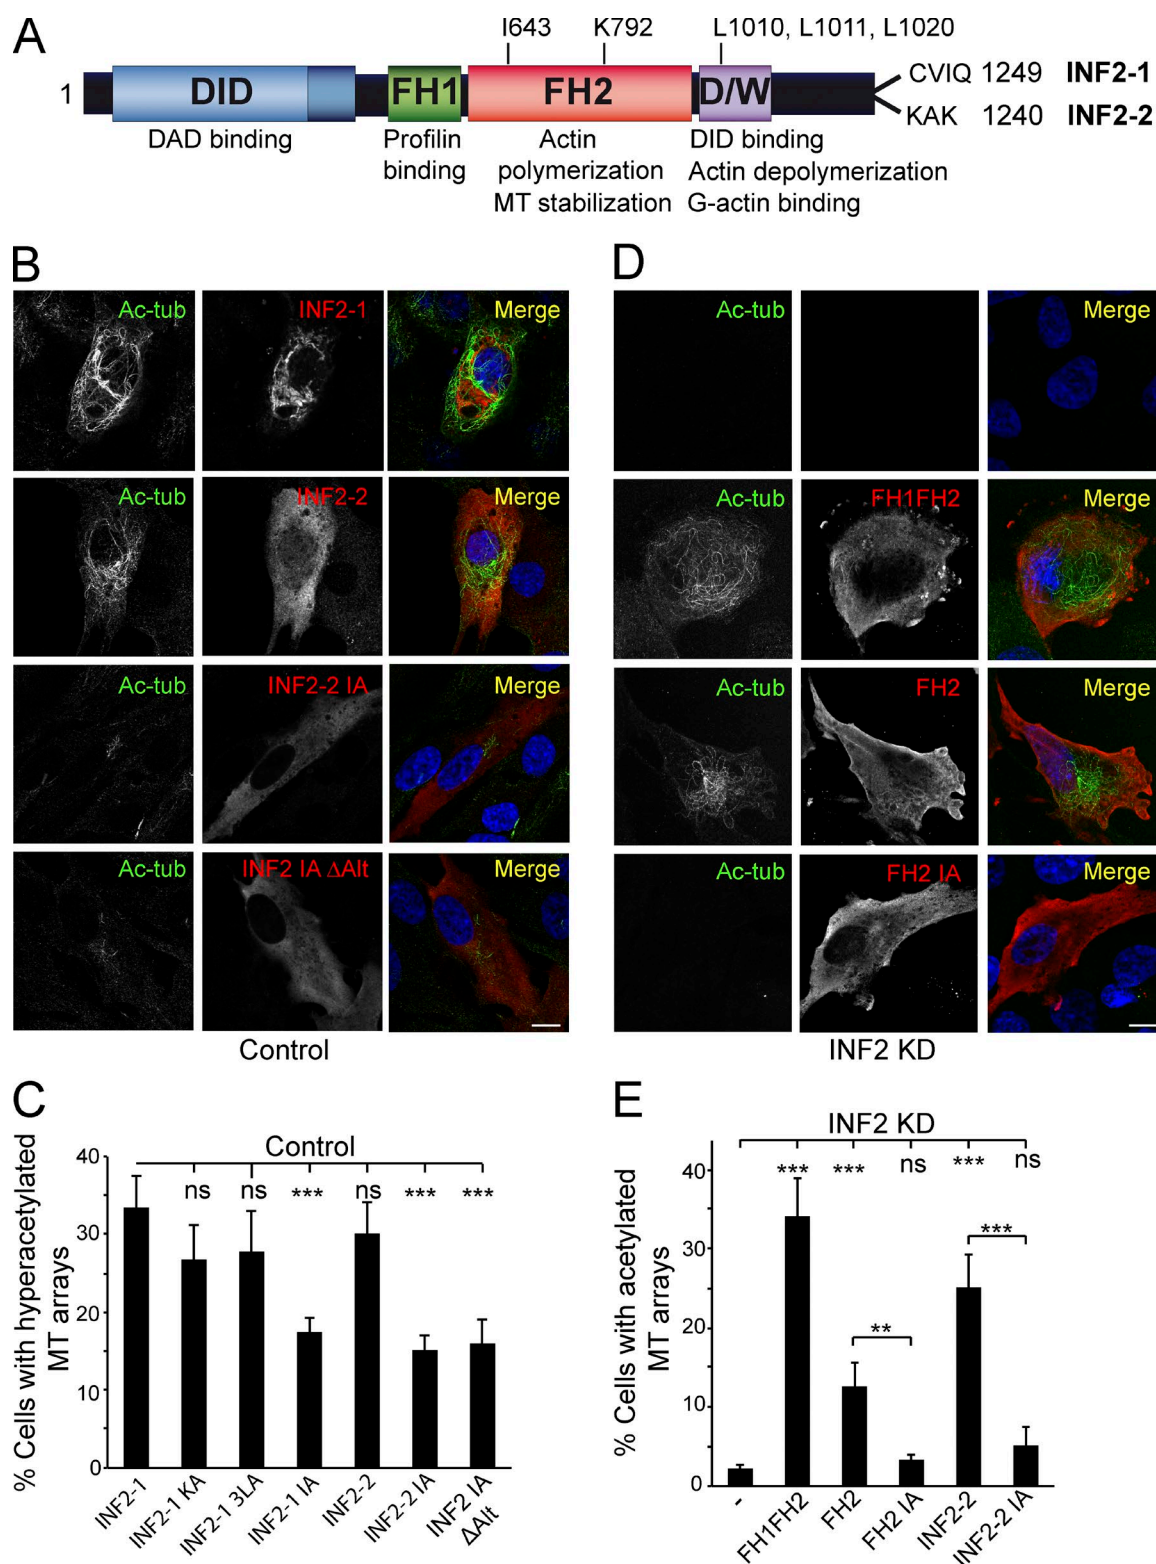 A
I643 K792 L1010, L1011, L1020
1 DID FH1 FH2 D/W CVIQ 1249 INF2-1
KAK 1240 INF2-2
DAD binding Profilin Actin DID binding
binding polymerization Actin depolymerization
MT stabilization G-actin binding
B
Ac-tub INF2-1 Merge
Ac-tub INF2-2 Merge
Ac-tub INF2-2 IA Merge
Ac-tub INF2 IA ΔAlt Merge
Control
D
Ac-tub Merge
Ac-tub FH1FH2 Merge
Ac-tub FH2 Merge
Ac-tub FH2 IA Merge
INF2 KD
C
% Cells with hyperacetylated
MT arrays
Control
ns ns *** ns *** ***
40
30
20
10
0
INF2-1
INF2-1 KA
INF2-1 3LA
INF2-1 IA
INF2-2
INF2-2 IA
INF2 IA
ΔAlt
E
% Cells with acetylated
MT arrays
INF2 KD
*** *** ns *** ns
***
**
40
30
20
10
0
-
FH1FH2
FH2
FH2 IA
INF2-2
INF2-2 IA